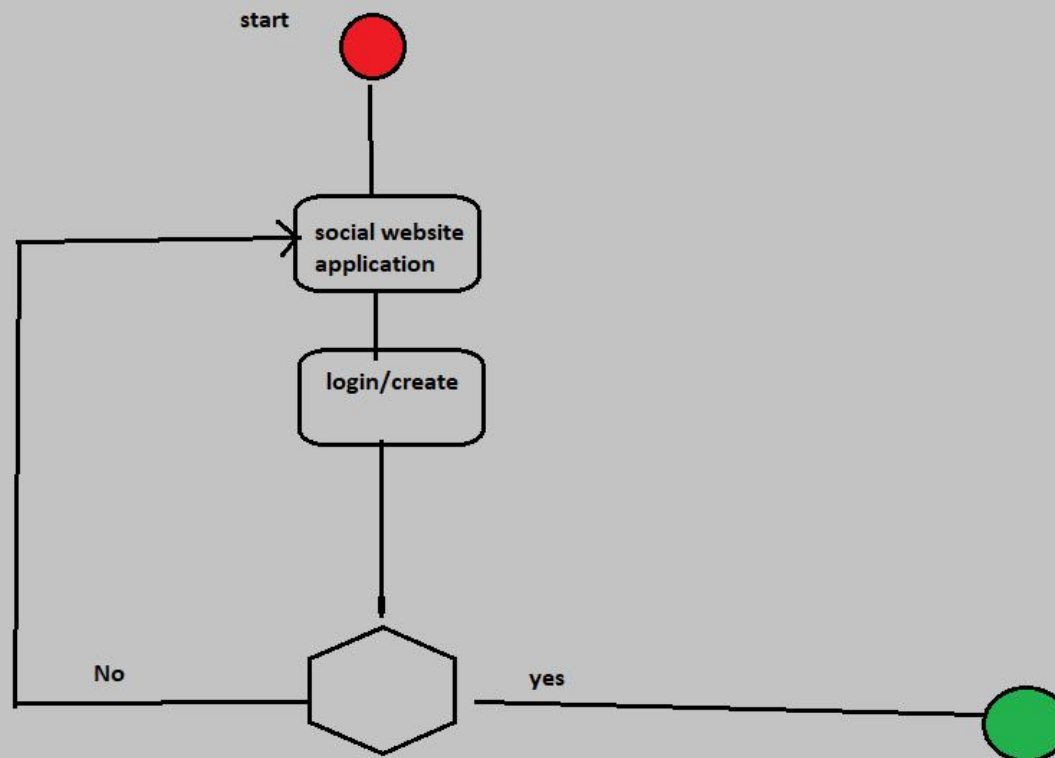 start
social website
application
login/create
No
yes